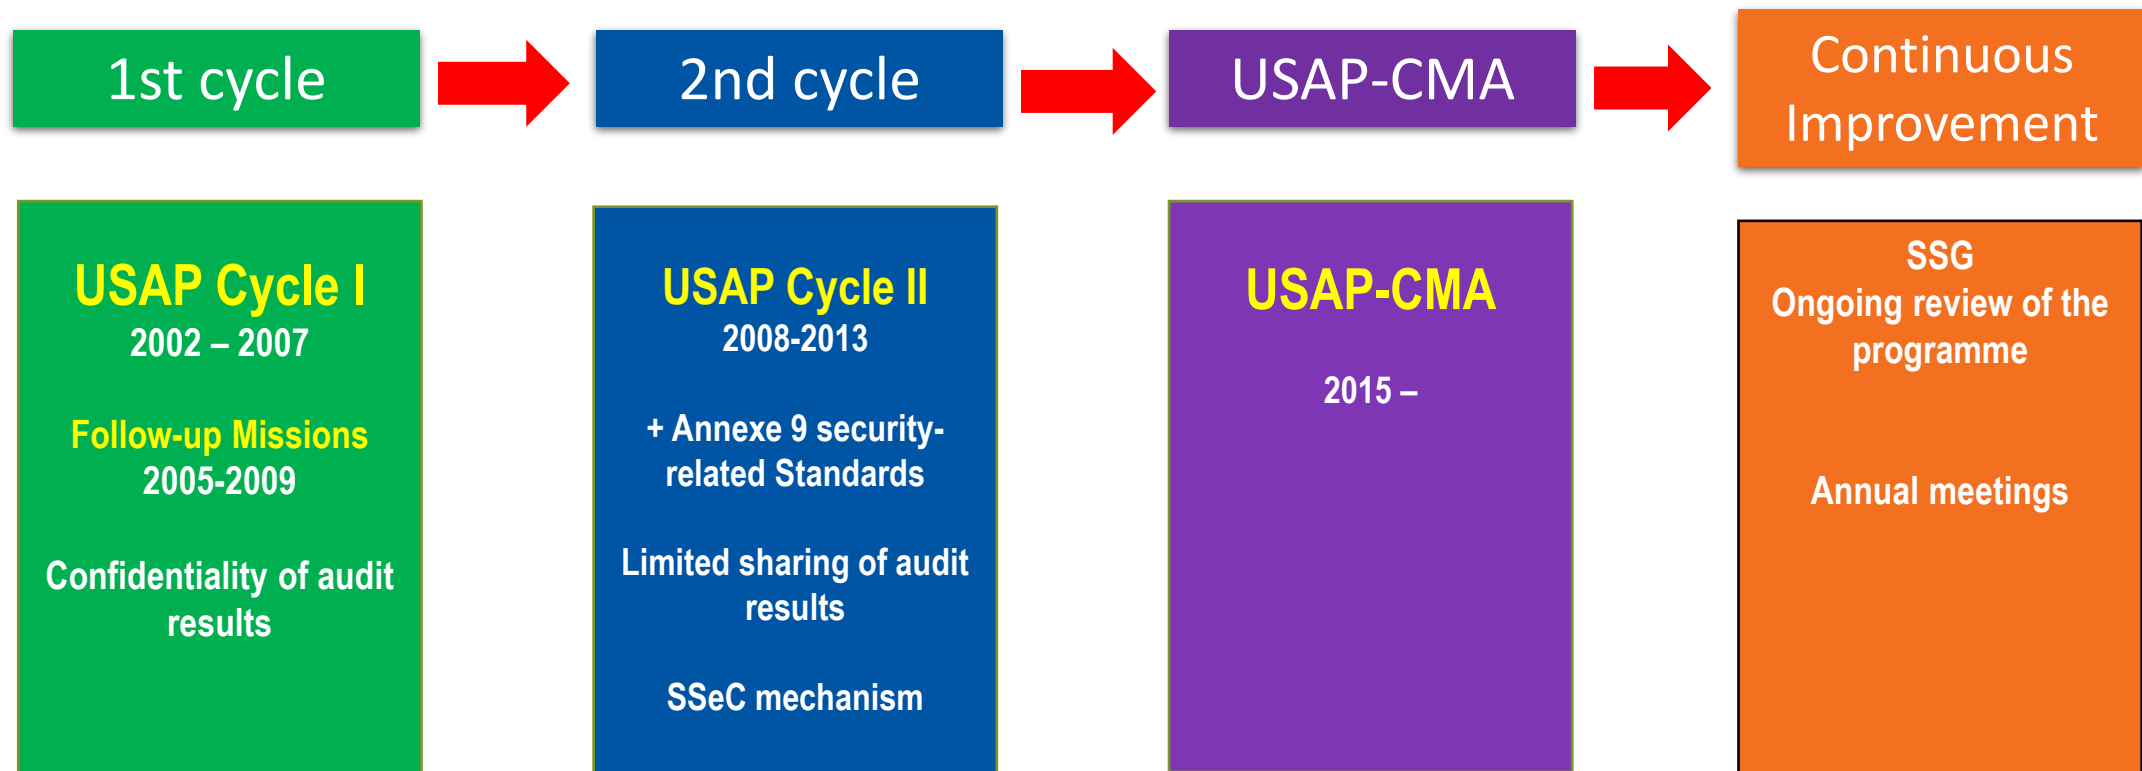 1st cycle
2nd cycle
USAP-CMA
Continuous
Improvement
USAP Cycle I
2002 – 2007
Follow-up Missions
2005-2009
Confidentiality of audit
results
USAP Cycle II
2008-2013
+ Annexe 9 security-
related Standards
Limited sharing of audit
results
SSeC mechanism
USAP-CMA
2015 –
SSG
Ongoing review of the
programme
Annual meetings